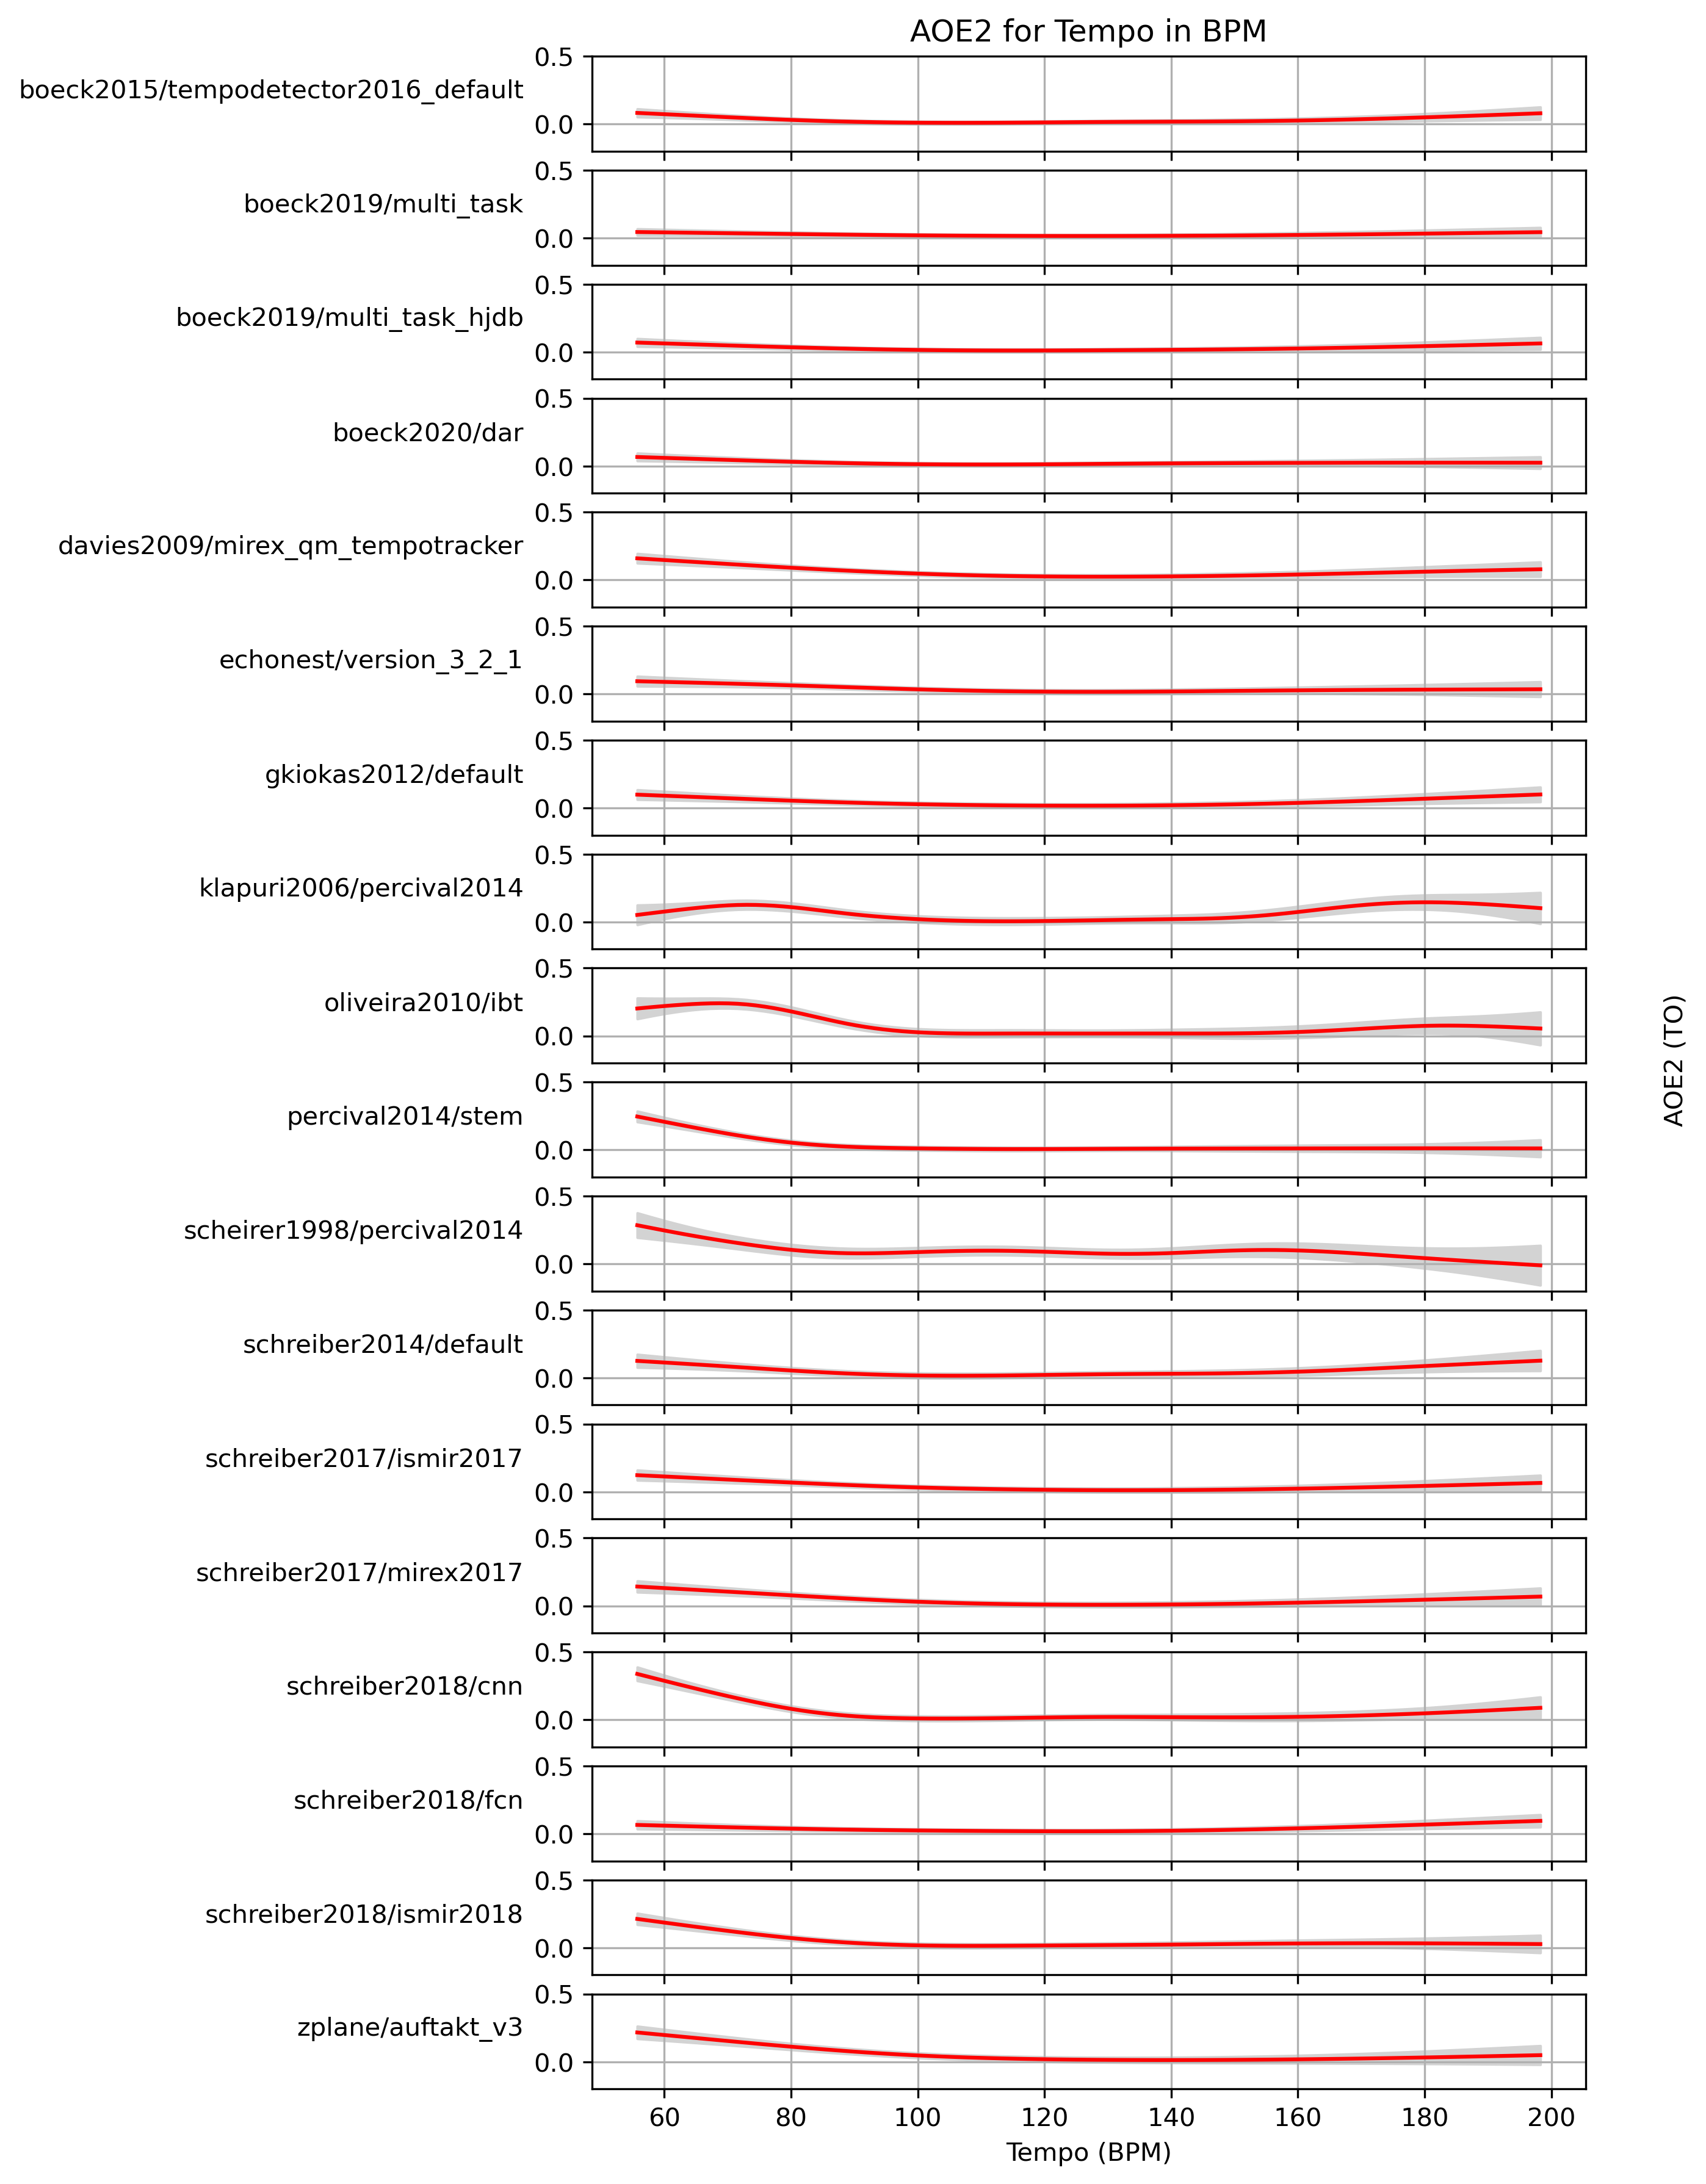 AOE2 for Tempo in BPM
boeck2015/tempodetector2016_default
0.5
0.0
boeck2019/multi_task
0.5
0.0
boeck2019/multi_task_hjdb
0.5
0.0
boeck2020/dar
0.5
0.0
davies2009/mirex_qm_tempotracker
0.5
0.0
echonest/version_3_2_1
0.5
0.0
gkiokas2012/default
0.5
0.0
klapuri2006/percival2014
0.5
0.0
oliveira2010/ibt
0.5
0.0
AOE2 (TO)
percival2014/stem
0.5
0.0
scheirer1998/percival2014
0.5
0.0
schreiber2014/default
0.5
0.0
schreiber2017/ismir2017
0.5
0.0
schreiber2017/mirex2017
0.5
0.0
schreiber2018/cnn
0.5
0.0
schreiber2018/fcn
0.5
0.0
schreiber2018/ismir2018
0.5
0.0
zplane/auftakt_v3
0.5
0.0
60 80 100 120 140 160 180 200
Tempo (BPM)